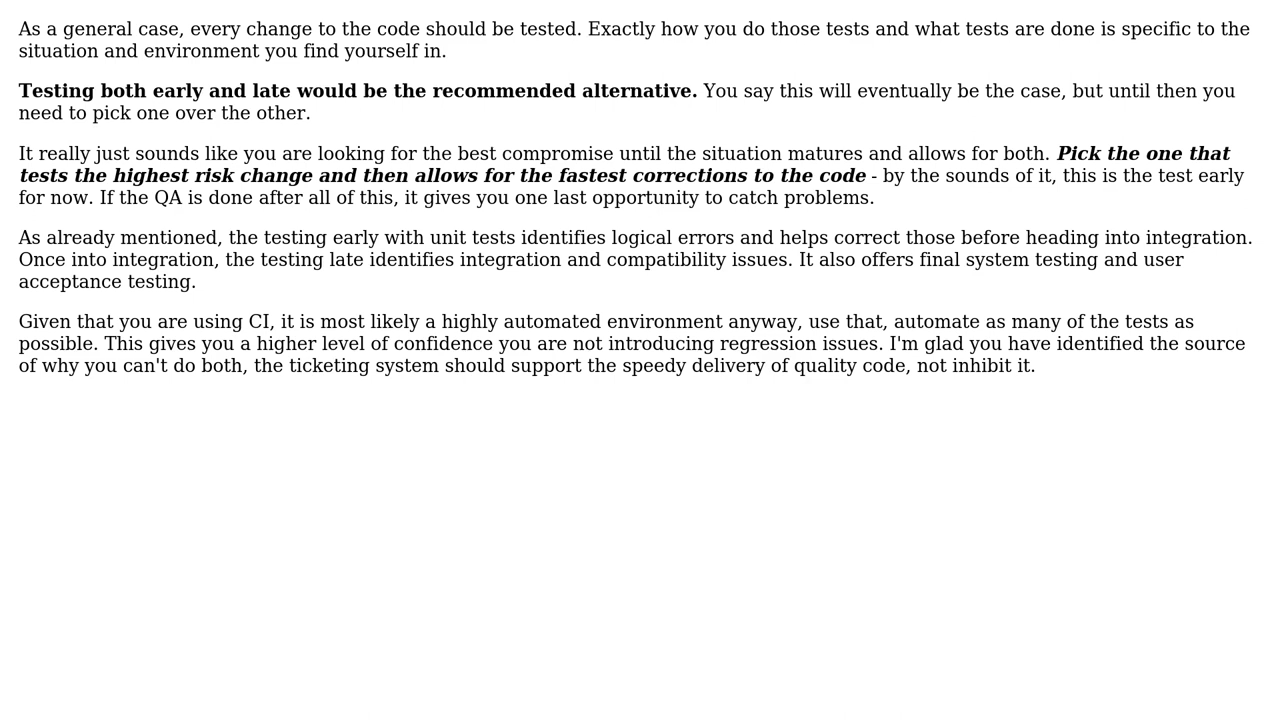 As a general case, every change to the code should be tested. Exactly how you do those tests and what tests are done is specific to the
situation and environment you find yourself in.
Testing both early and late would be the recommended alternative. You say this will eventually be the case, but until then you
need to pick one over the other.
It really just sounds like you are looking for the best compromise until the situation matures and allows for both. Pick the one that
tests the highest risk change and then allows for the fastest corrections to the code - by the sounds of it, this is the test early
for now. If the QA is done after all of this, it gives you one last opportunity to catch problems.
As already mentioned, the testing early with unit tests identifies logical errors and helps correct those before heading into integration.
Once into integration, the testing late identifies integration and compatibility issues. It also offers final system testing and user
acceptance testing.
Given that you are using CI, it is most likely a highly automated environment anyway, use that, automate as many of the tests as
possible. This gives you a higher level of confidence you are not introducing regression issues. I'm glad you have identified the source
of why you can't do both, the ticketing system should support the speedy delivery of quality code, not inhibit it.